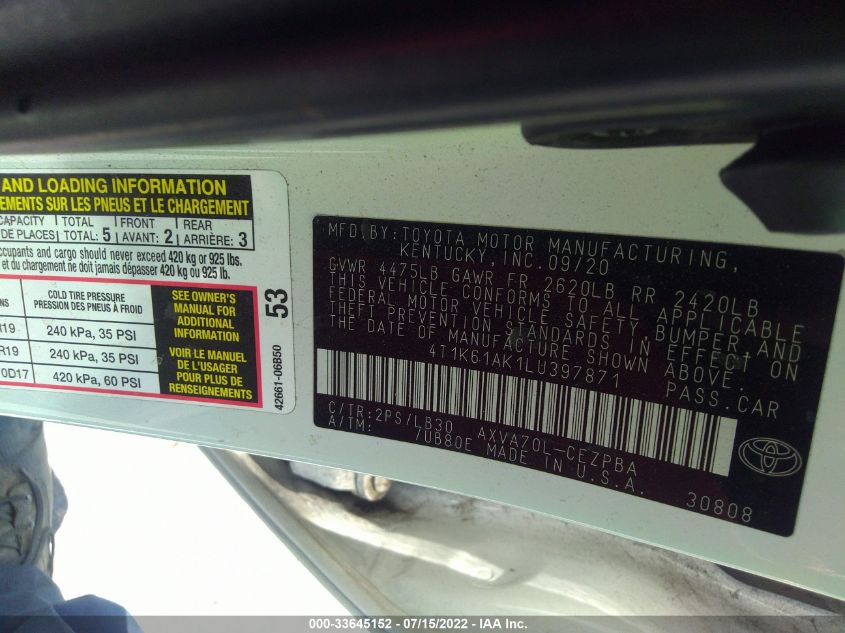 AND LOADING INFORMATION
EMENTS SUR LES PNEUS ET LE CHARGEMENT
CAPACITY TOTAL FRONT REAR
DE PLACES TOTAL: 5 AVANT: 2 ARRIÈRE: 3
occupants and cargo should never exceed 420 kg or 925 lbs.
et du chargement ne doit jamais dépasser 420 kg ou 925 lb.
COLD TIRE PRESSURE
PRESSION DES PNEUS À FROID
R19 240 kPa, 35 PSI
R19 240 kPa, 35 PSI
0D17 420 kPa, 60 PSI
SEE OWNER'S
MANUAL FOR
ADDITIONAL
INFORMATION
VOIR LE MANUEL
DE L'USAGER
POUR PLUS DE
RENSEIGNEMENTS
53
42661-06B50
MFD BY: TOYOTA MOTOR MANUFACTURING,
KENTUCKY, INC. 09/20
GVWR 4475LB GAWR FR 2620LB RR 2420LB
THIS VEHICLE CONFORMS TO ALL APPLICABLE
FEDERAL MOTOR VEHICLE SAFETY, BUMPER AND
THEFT PREVENTION STANDARDS IN EFFECT ON
THE DATE OF MANUFACTURE SHOWN ABOVE.
4T1K61AK1LU397871 PASS.CAR
C/TR: 2PS/LB30 AXVA70L-CEZPBA
A/TM: /UB80E MADE IN U.S.A.
30808
TOYOTA
000-33645152 - 07/15/2022 - IAA Inc.